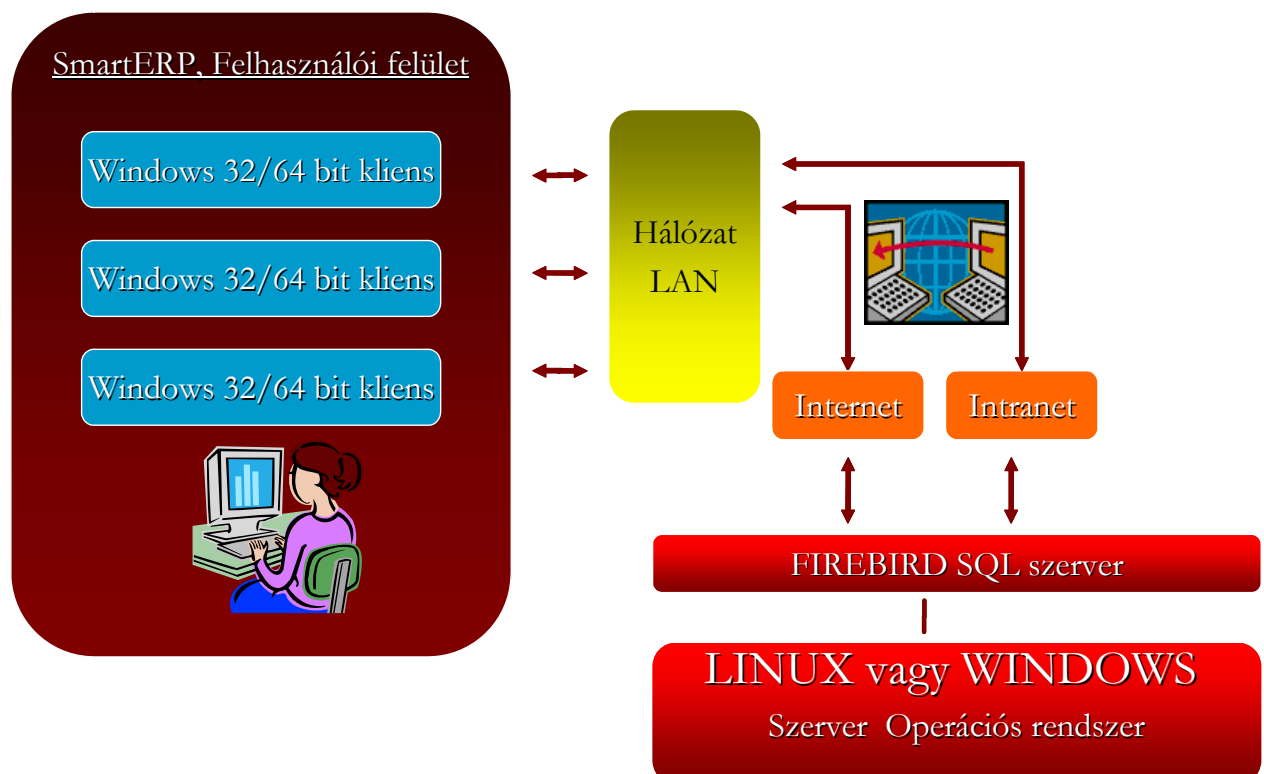 SmartERP, Felhasználói felület
Windows 32/64 bit kliens
Windows 32/64 bit kliens
Windows 32/64 bit kliens
Hálózat
LAN
Internet
Intranet
FIREBIRD SQL szerver
LINUX vagy WINDOWS
Szerver Operációs rendszer